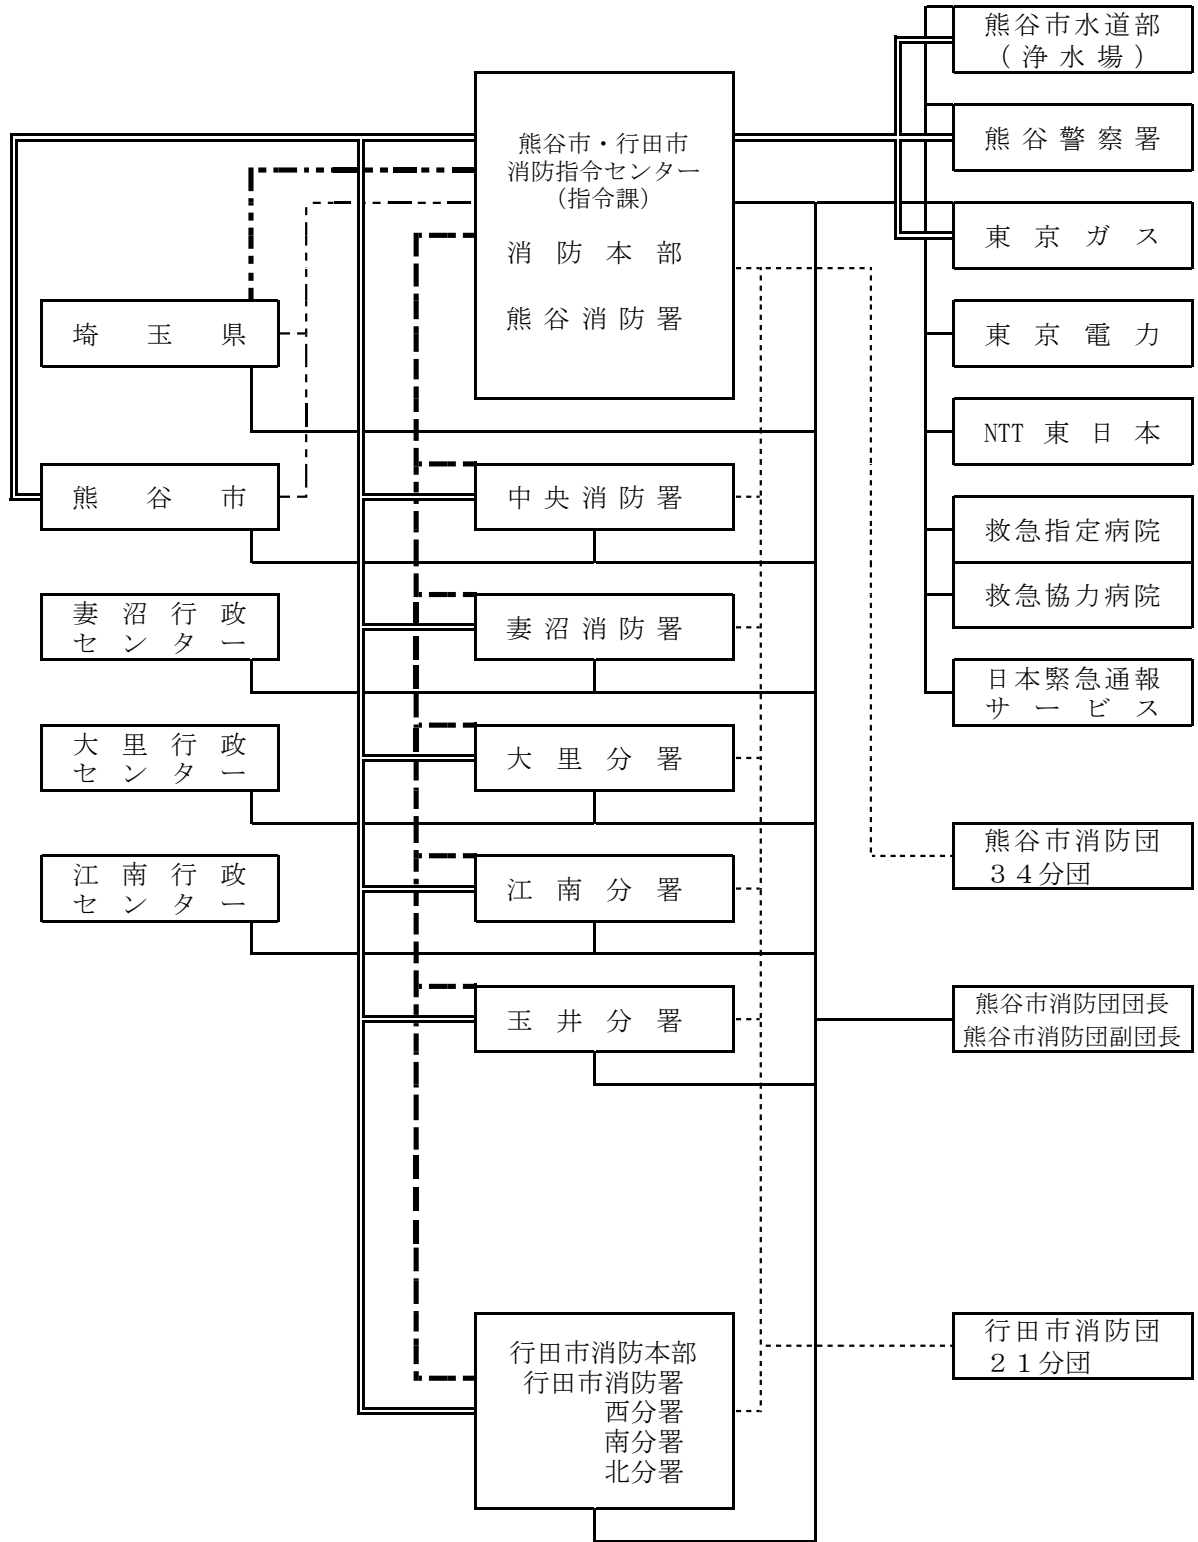 熊谷市・行田市
消防指令センター
(指令課)
消防本部
熊谷消防署
埼玉県
熊谷市
妻沼行政
センター
大里行政
センター
江南行政
センター
中央消防署
妻沼消防署
大里分署
江南分署
玉井分署
行田市消防本部
行田市消防署
西分署
南分署
北分署
熊谷市水道部
(浄水場)
熊谷警察署
東京ガス
東京電力
NTT東日本
救急指定病院
救急協力病院
日本緊急通報
サービス
熊谷市消防団
３４分団
熊谷市消防団団長
熊谷市消防団副団長
行田市消防団
２１分団